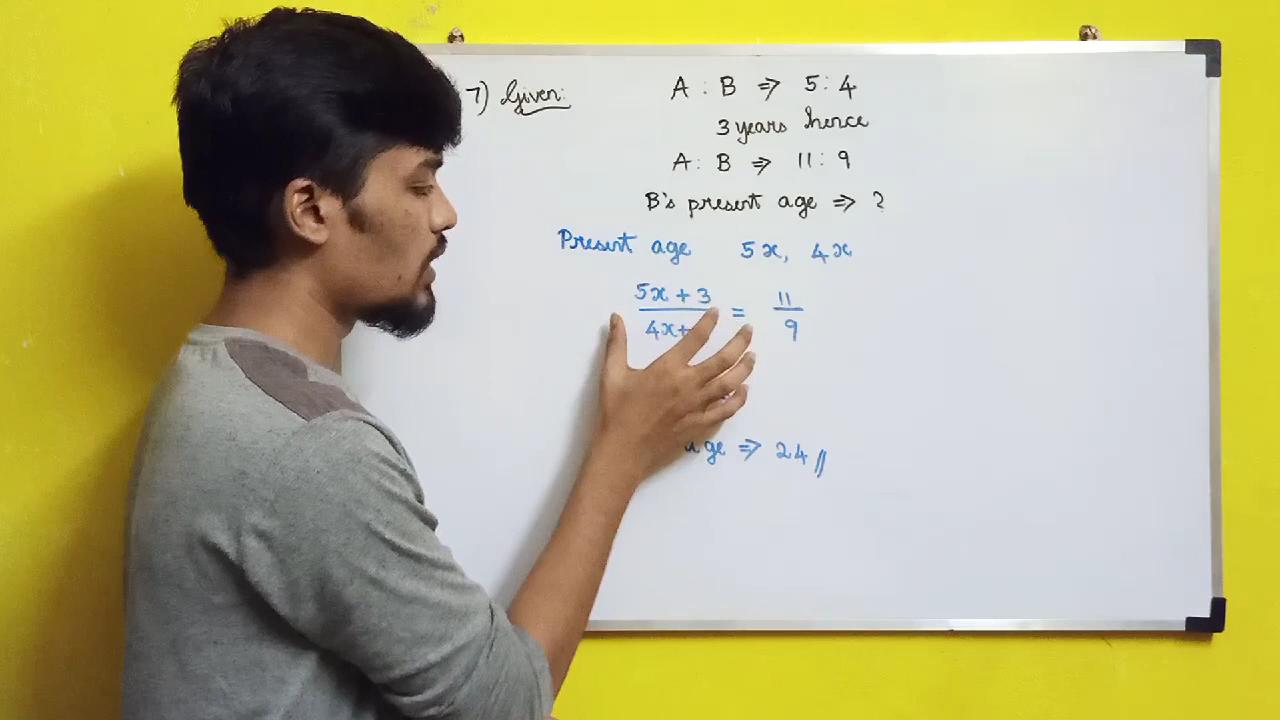 7) Given: A : B ⇒ 5 : 4
3 years hence
A : B ⇒ 11 : 9
B's present age ⇒ ?
Present age 5x, 4x
5x + 3
4x+
=
11
9
age ⇒ 24 //